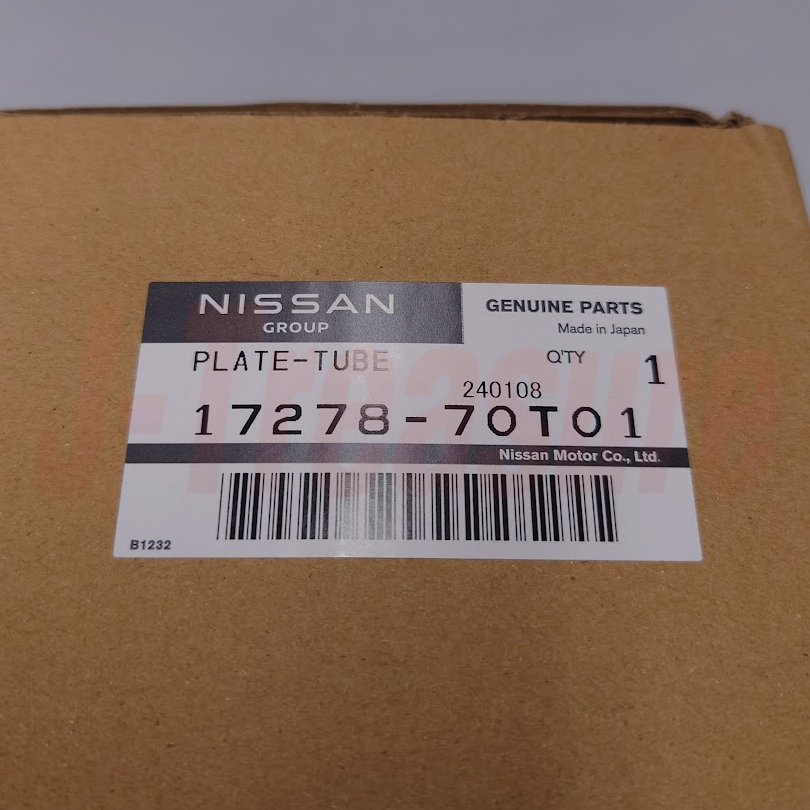 NISSAN
GROUP
GENUINE PARTS
Made in Japan
PLATE-TUBE
Q'TY 1
240108
17278-70T01
Nissan Motor Co., Ltd.
B1232
J-Treasure